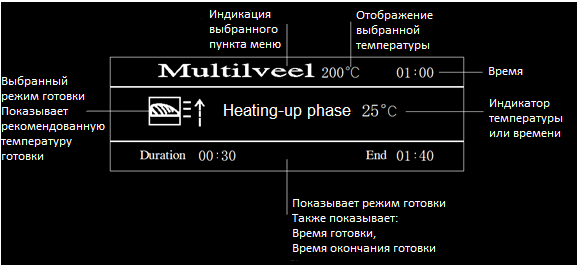 Индикация
выбранного
пункта меню
Отображение
выбранной
температуры
Multilveel 200°C 01:00
Время
Выбранный
режим готовки
Показывает
рекомендованную
температуру
готовки
Heating-up phase 25°C
Индикатор
температуры
или времени
Duration 00:30 End 01:40
Показывает режим готовки
Также показывает:
Время готовки,
Время окончания готовки